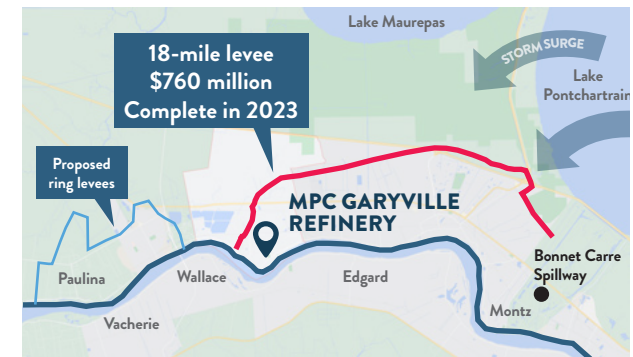 Lake Maurepas
STORM SURGE
Lake
Pontchartrain
18-mile levee
$760 million
Complete in 2023
Proposed
ring levees
MPC GARYVILLE
REFINERY
Paulina
Wallace
Edgard
Bonnet Carre
Spillway
Vacherie
Montz